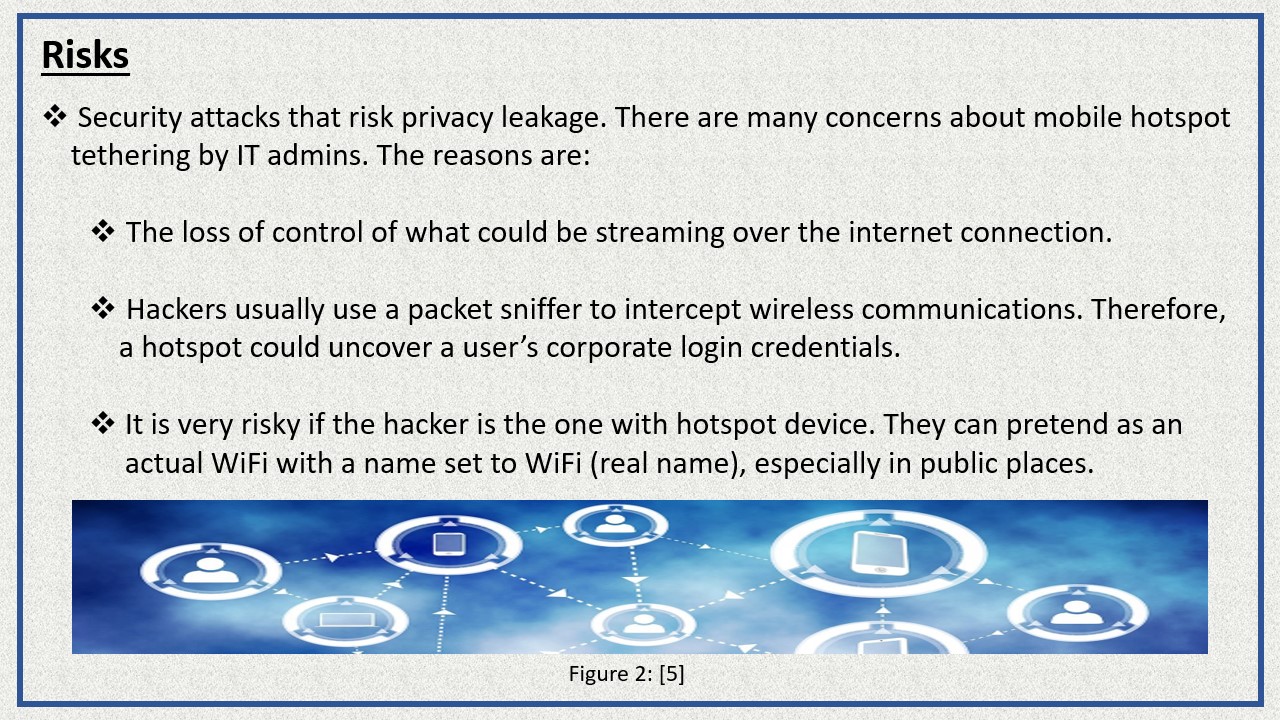 Risks
❖ Security attacks that risk privacy leakage. There are many concerns about mobile hotspot
tethering by IT admins. The reasons are:
❖ The loss of control of what could be streaming over the internet connection.
❖ Hackers usually use a packet sniffer to intercept wireless communications. Therefore,
a hotspot could uncover a user’s corporate login credentials.
❖ It is very risky if the hacker is the one with hotspot device. They can pretend as an
actual WiFi with a name set to WiFi (real name), especially in public places.
Figure 2: [5]